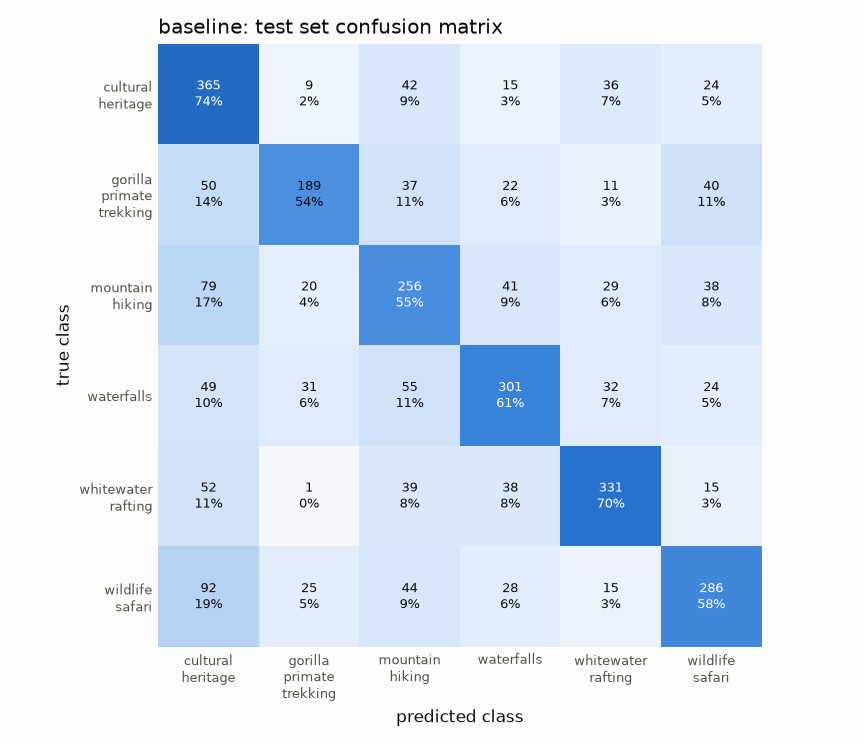 baseline: test set confusion matrix
cultural
heritage
365 9 42 15 36 24
74% 2% 9% 3% 7% 5%
gorilla
primate
trekking
50 189 37 22 11 40
14% 54% 11% 6% 3% 11%
mountain
hiking
79 20 256 41 29 38
17% 4% 55% 9% 6% 8%
waterfalls
49 31 55 301 32 24
10% 6% 11% 61% 7% 5%
whitewater
rafting
52 1 39 38 331 15
11% 0% 8% 8% 70% 3%
wildlife
safari
92 25 44 28 15 286
19% 5% 9% 6% 3% 58%
true class
cultural
heritage
gorilla
primate
trekking
mountain
hiking
waterfalls
whitewater
rafting
wildlife
safari
predicted class